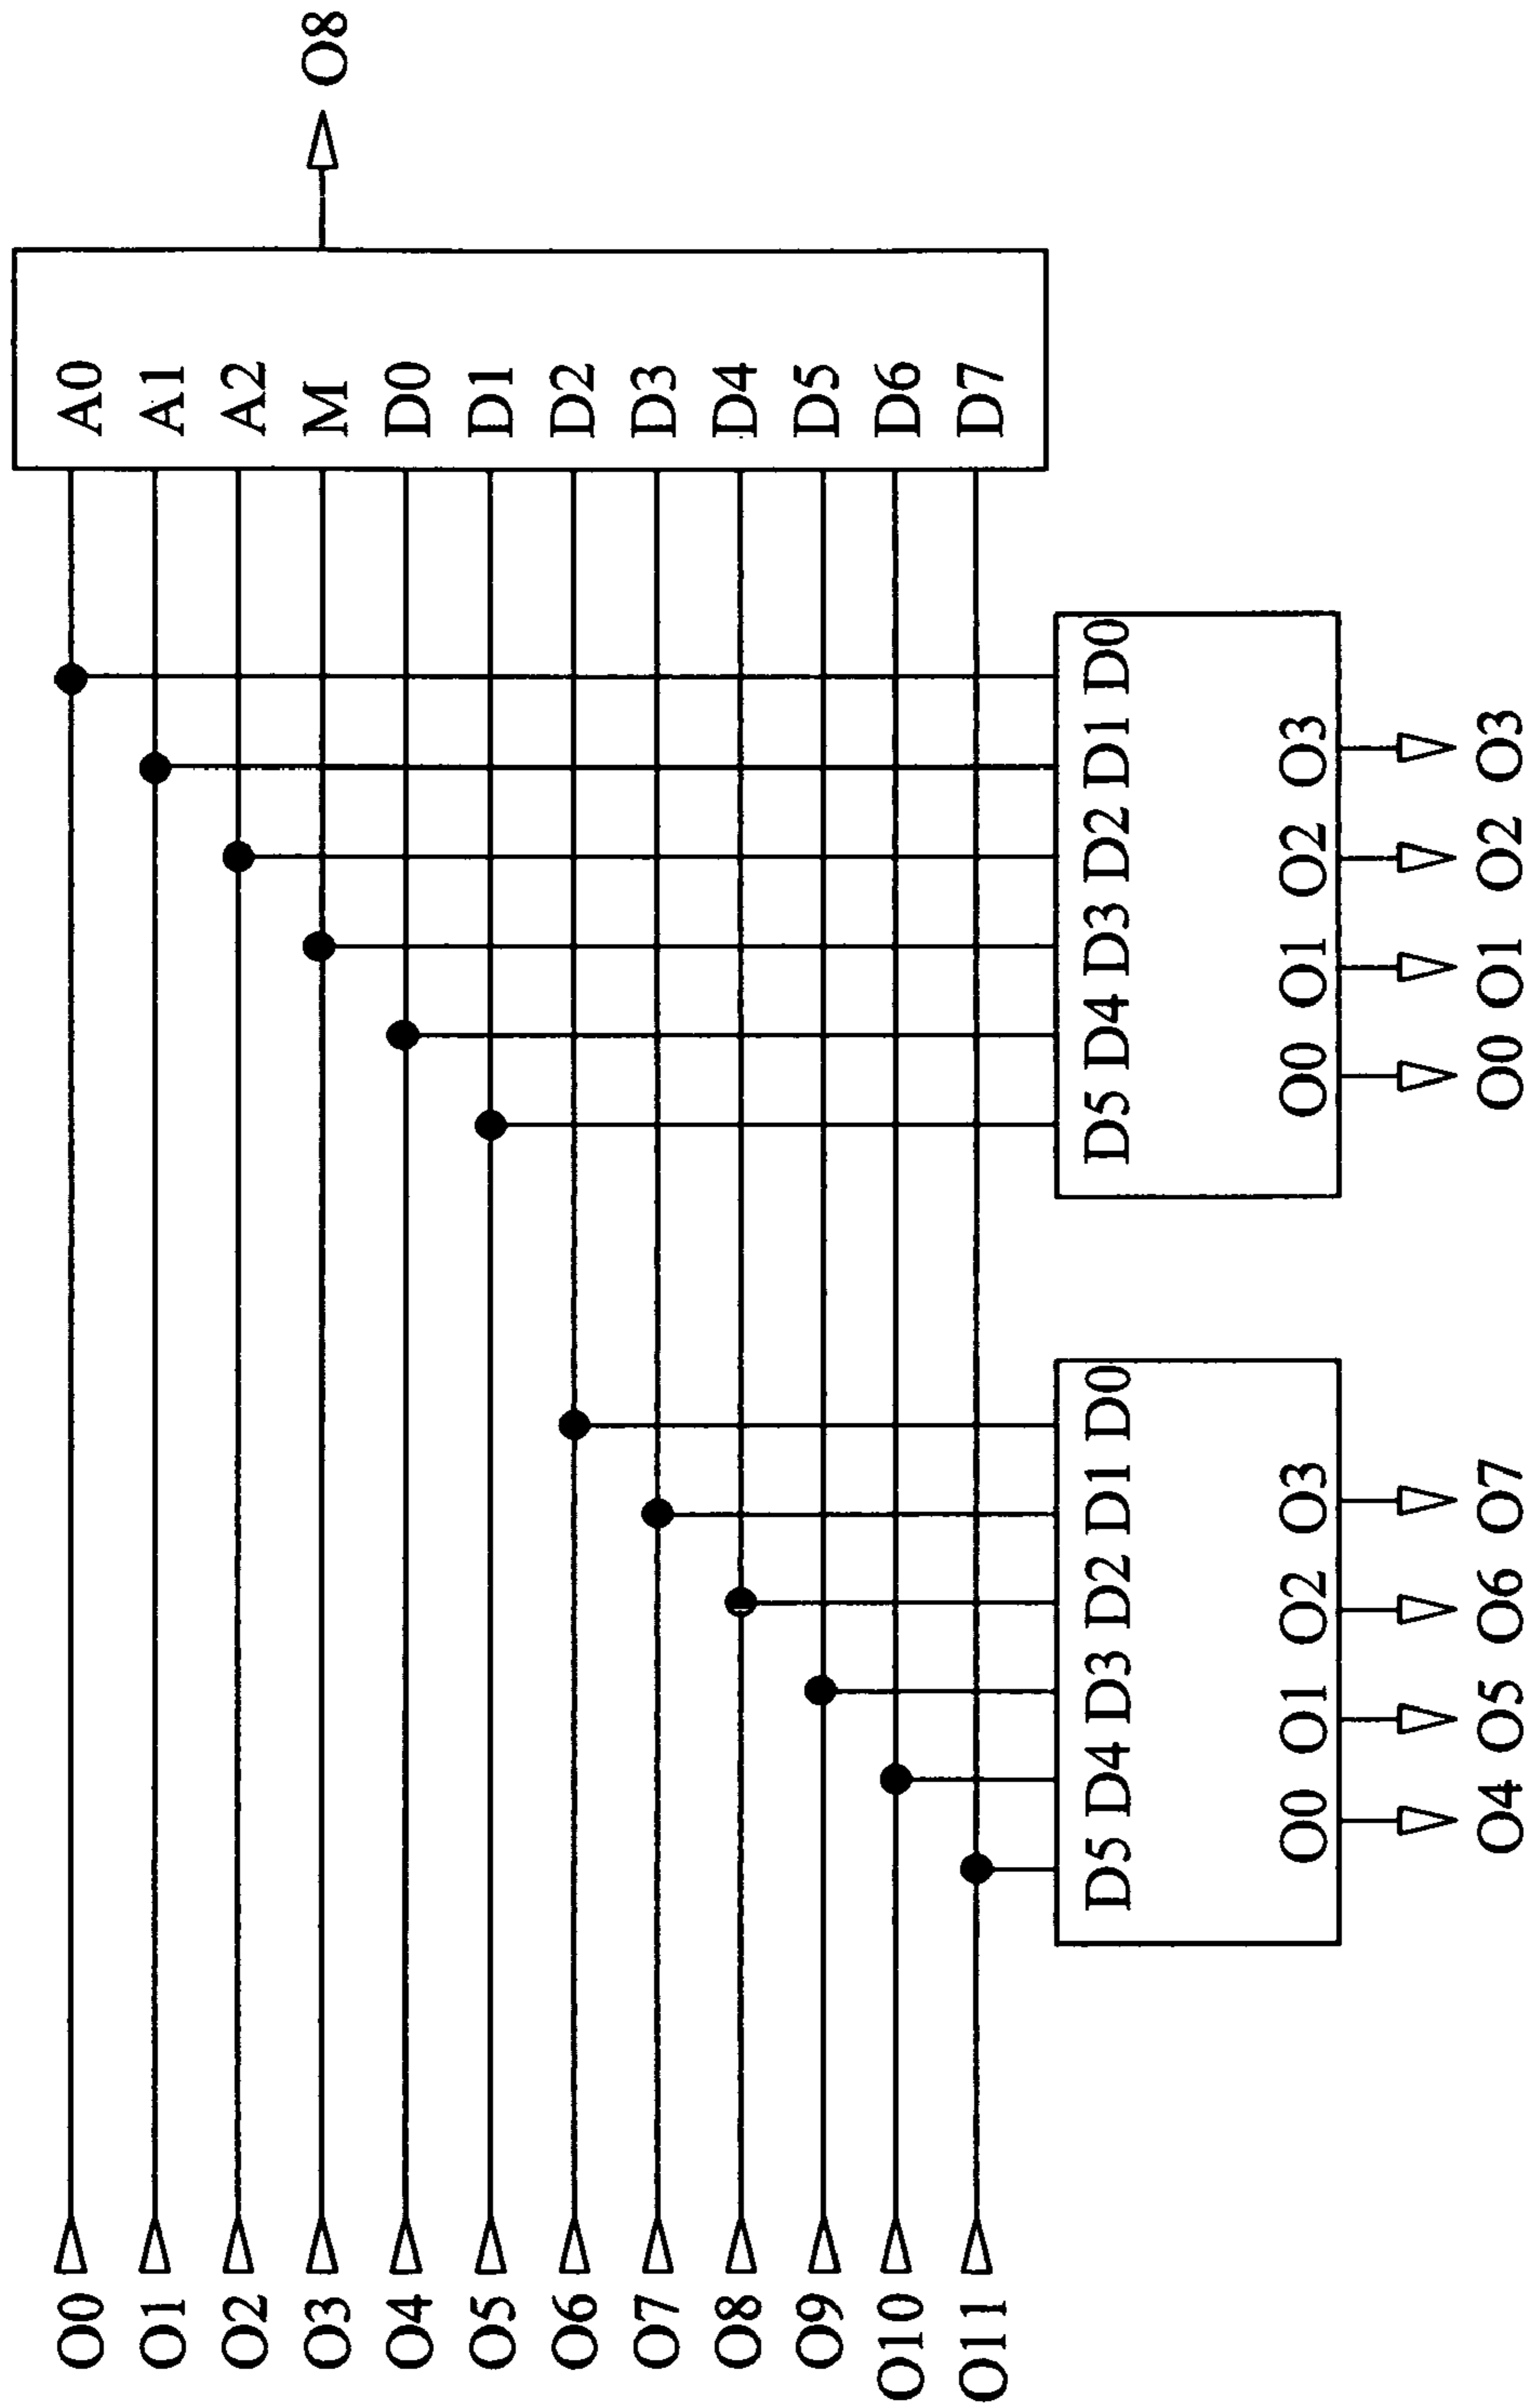 O0
O1
O2
O3
O4
O5
O6
O7
O8
O9
O10
O11
A0
A1
A2
M
D0
D1
D2
D3
D4
D5
D6
D7
O8
D5 D4 D3 D2 D1 D0
O0 O1 O2 O3
O4 O5 O6 O7
D5 D4 D3 D2 D1 D0
O0 O1 O2 O3
O0 O1 O2 O3